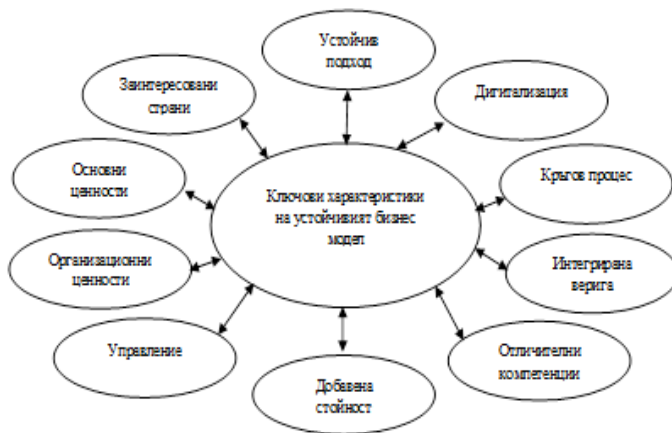 Устойчив
подход
Заинтересовани
страни
Дигитализация
Основни
ценности
Ключови характеристики
на устойчивият бизнес
модел
Кръгов процес
Организационни
ценности
Интегрирана
верига
Управление
Отличителни
компетенции
Добавена
стойност